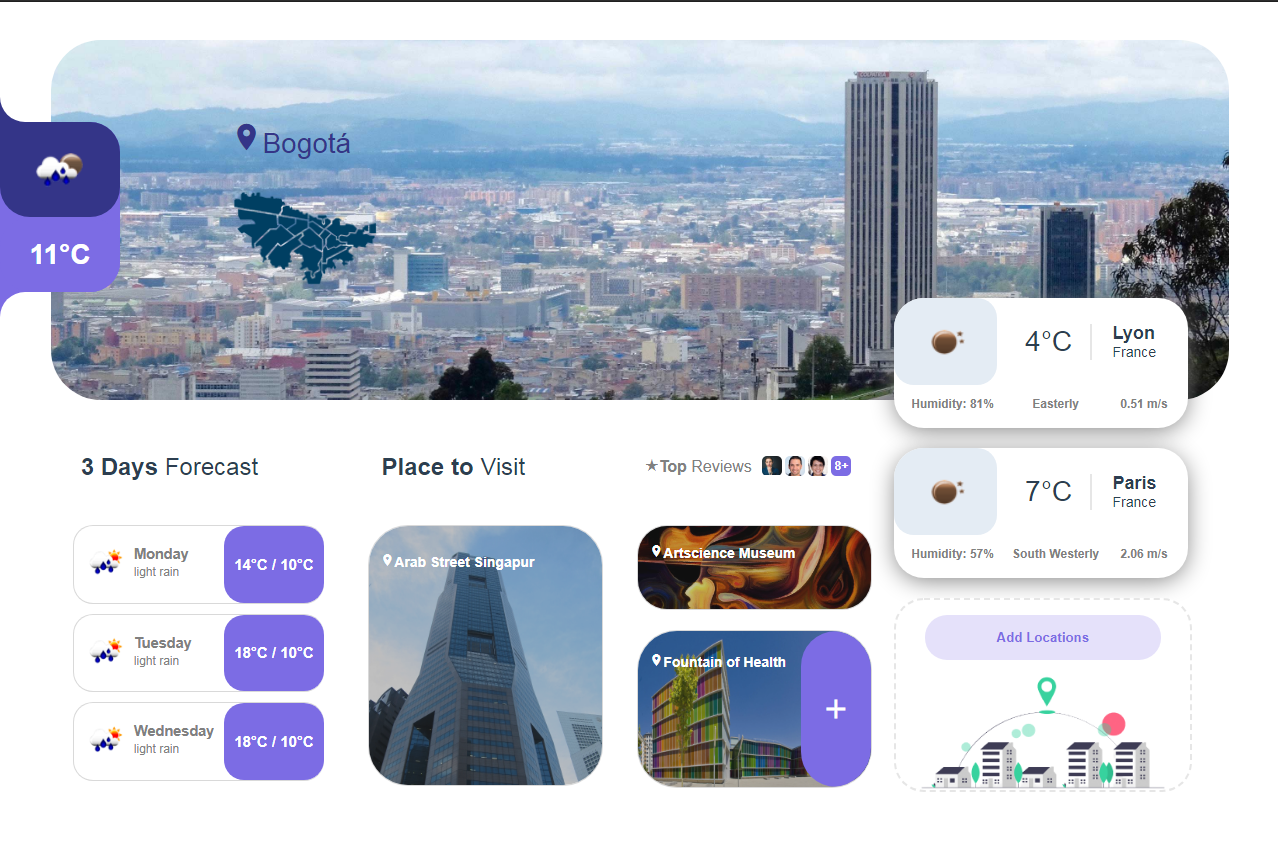 Bogotá
11°C
4°C
Lyon
France
Humidity: 81%
Easterly
0.51 m/s
3 Days Forecast
Place to Visit
★Top Reviews
8+
7°C
Paris
France
Humidity: 57%
South Westerly
2.06 m/s
Monday
light rain
14°C / 10°C
Tuesday
light rain
18°C / 10°C
Wednesday
light rain
18°C / 10°C
Arab Street Singapur
Artscience Museum
Fountain of Health
+
Add Locations